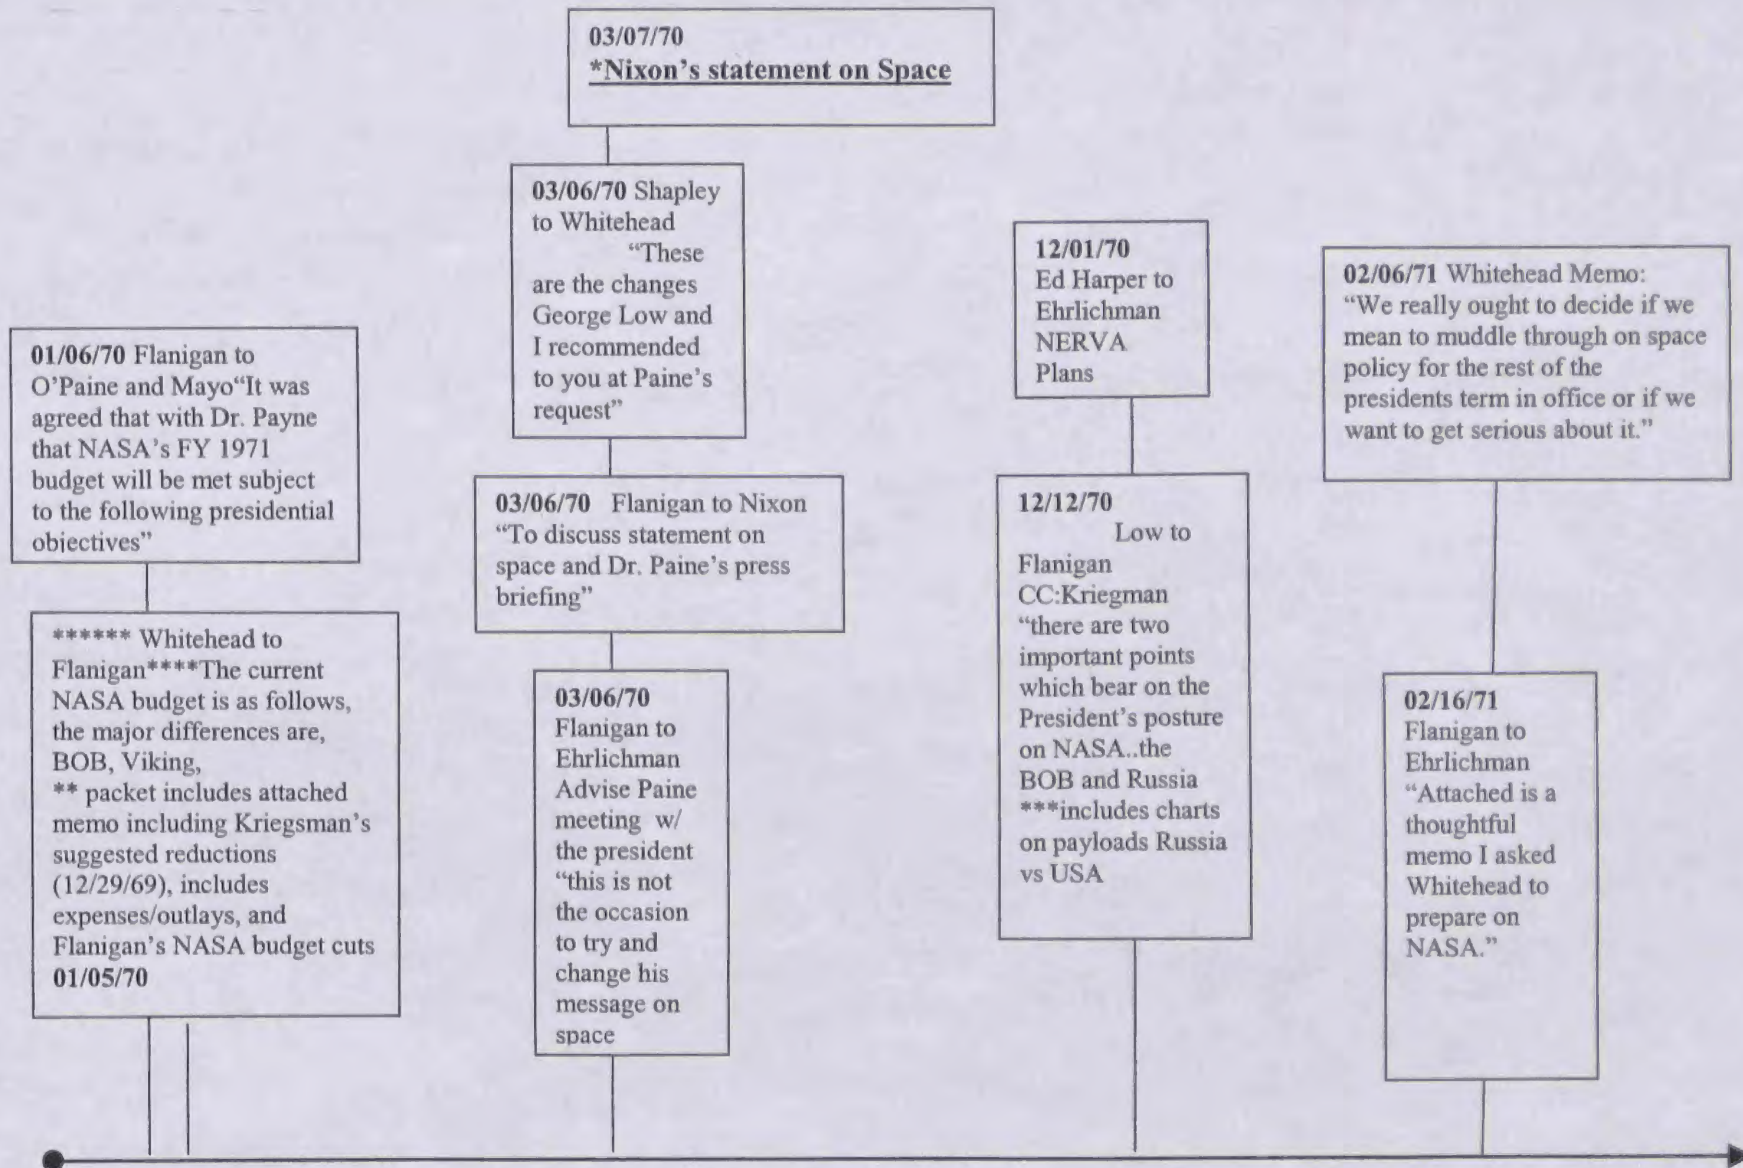 03/07/70
*Nixon's statement on Space
03/06/70 Shapley
to Whitehead
"These
are the changes
George Low and
I recommended
to you at Paine's
request"
03/06/70 Flanigan to Nixon
"To discuss statement on
space and Dr. Paine's press
briefing"
03/06/70
Flanigan to
Ehrlichman
Advise Paine
meeting w/
the president
"this is not
the occasion
to try and
change his
message on
space
01/06/70 Flanigan to
O'Paine and Mayo"It was
agreed that with Dr. Payne
that NASA's FY 1971
budget will be met subject
to the following presidential
objectives"
****** Whitehead to
Flanigan****The current
NASA budget is as follows,
the major differences are,
BOB, Viking,
** packet includes attached
memo including Kriegsman's
suggested reductions
(12/29/69), includes
expenses/outlays, and
Flanigan's NASA budget cuts
01/05/70
12/01/70
Ed Harper to
Ehrlichman
NERVA
Plans
12/12/70
Low to
Flanigan
CC:Kriegman
"there are two
important points
which bear on the
President's posture
on NASA..the
BOB and Russia
***includes charts
on payloads Russia
vs USA
02/06/71 Whitehead Memo:
"We really ought to decide if we
mean to muddle through on space
policy for the rest of the
presidents term in office or if we
want to get serious about it."
02/16/71
Flanigan to
Ehrlichman
"Attached is a
thoughtful
memo I asked
Whitehead to
prepare on
NASA."